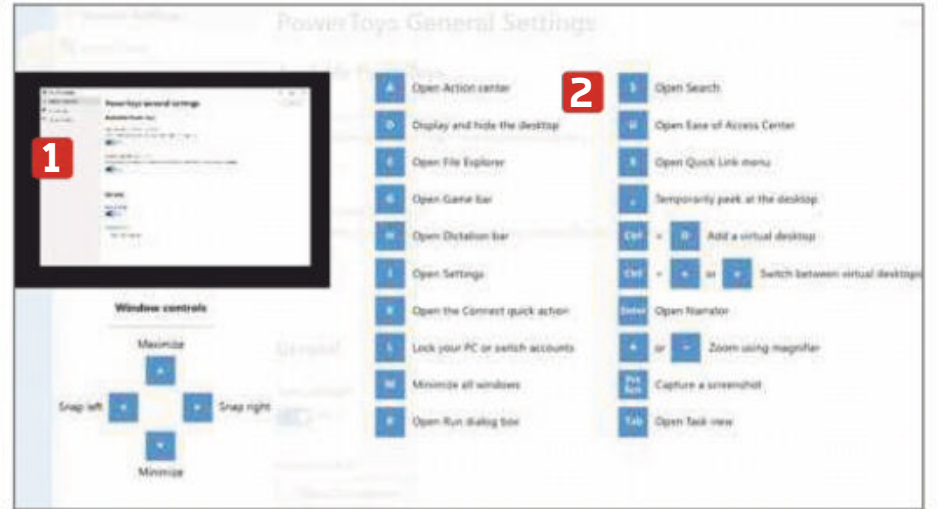 PowerToys General Settings
1
PowerToys general settings
Window controls
Maximize
Snap left
Snap right
Minimize
General
A Open Action center
D Display and hide the desktop
E Open File Explorer
G Open Game bar
H Open Dictation bar
I Open Settings
K Open the Connect quick action
L Lock your PC or switch accounts
M Minimize all windows
R Open Run dialog box
2
S Open Search
U Open Ease of Access Center
X Open Quick Link menu
, Temporarily peek at the desktop
Ctrl + D Add a virtual desktop
Ctrl + or Switch between virtual desktops
Enter Open Narrator
+ or - Zoom using magnifier
Prt Scn Capture a screenshot
Tab Open Task view